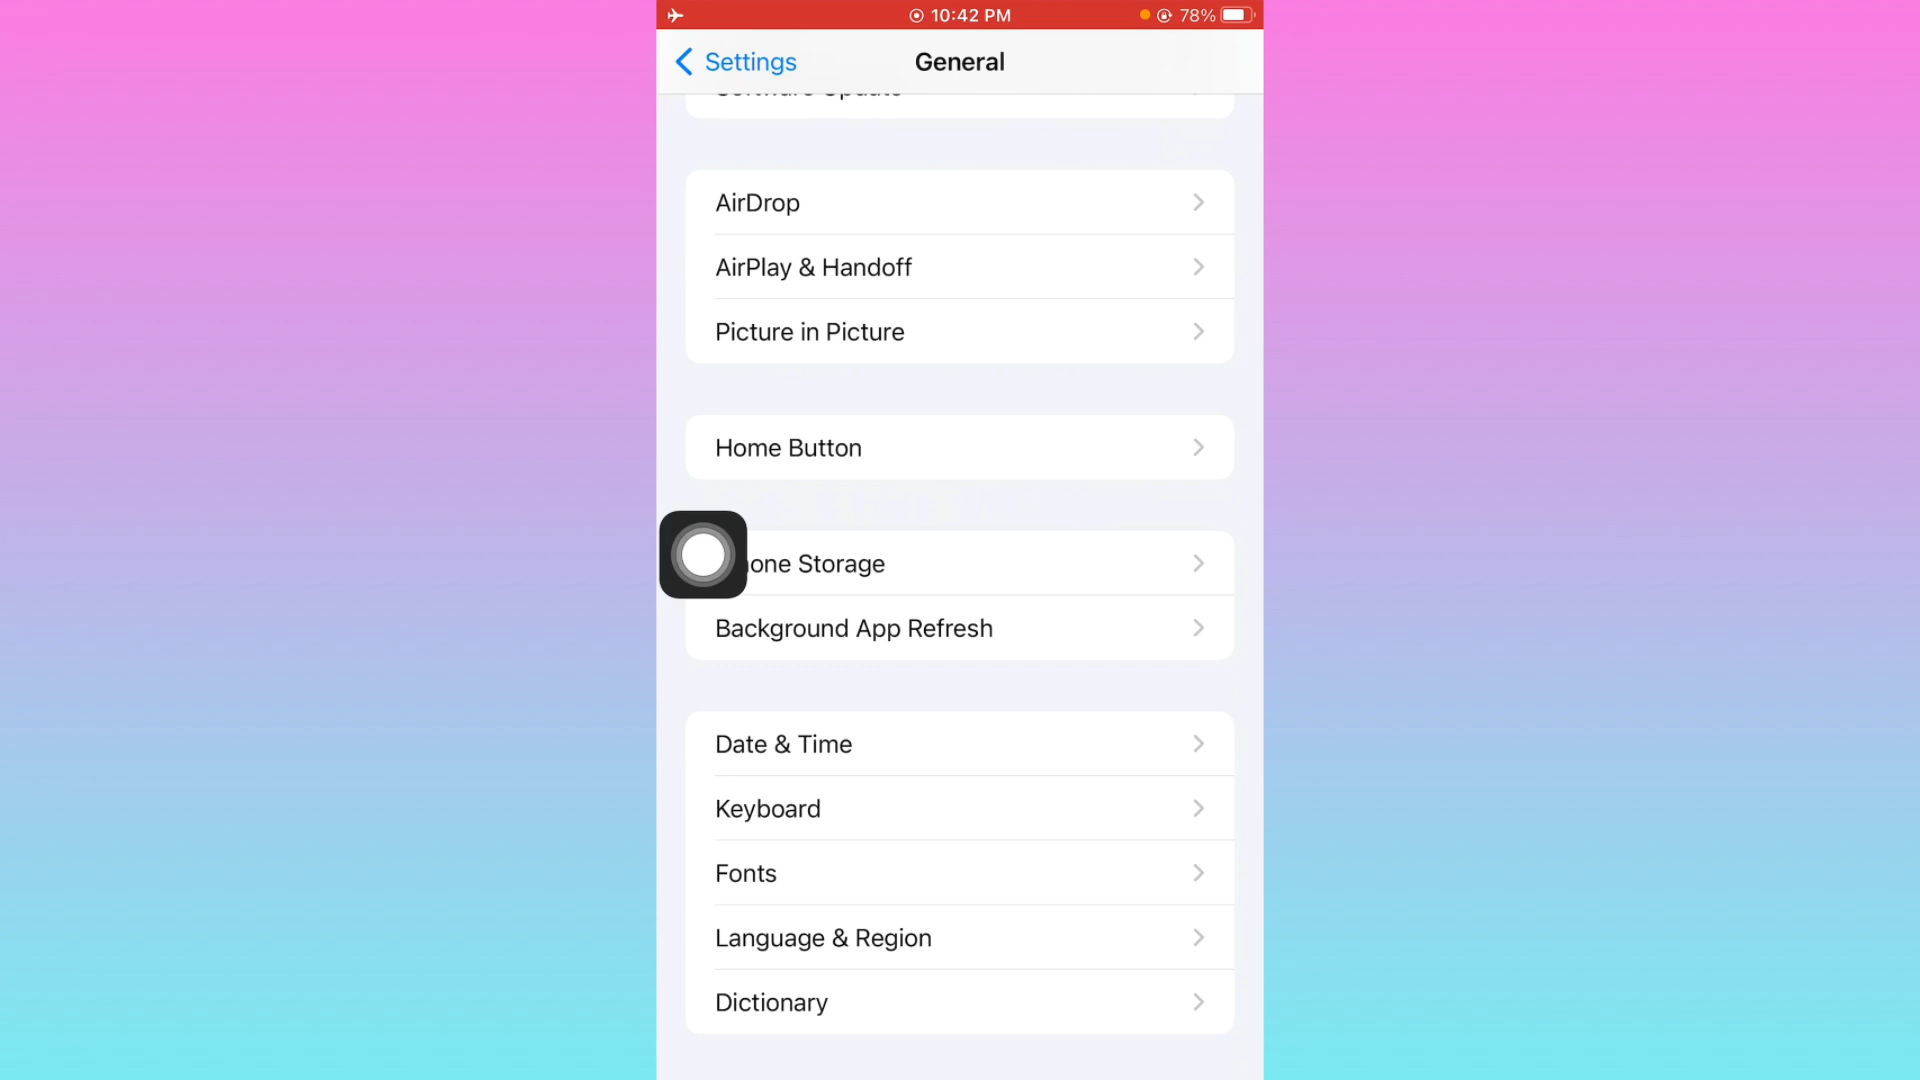 10:42 PM
78%
Settings
General
Software Update
AirDrop
AirPlay & Handoff
Picture in Picture
Home Button
one Storage
Background App Refresh
Date & Time
Keyboard
Fonts
Language & Region
Dictionary